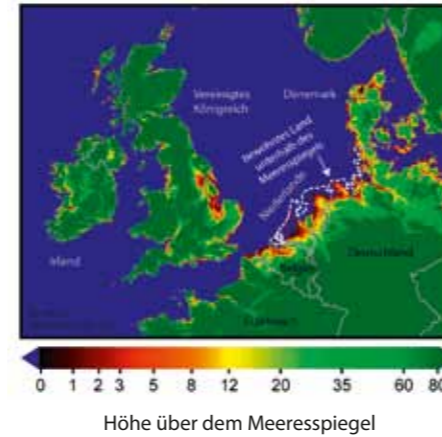 Vereinigtes
Königreich
Dänemark
bewohntes Land
unterhalb des
Meeresspiegels
Niederlande
Irland
Deutschland
Belgien
Frankreich
0 1 2 3 5 8 12 20 35 60 80
Höhe über dem Meeresspiegel